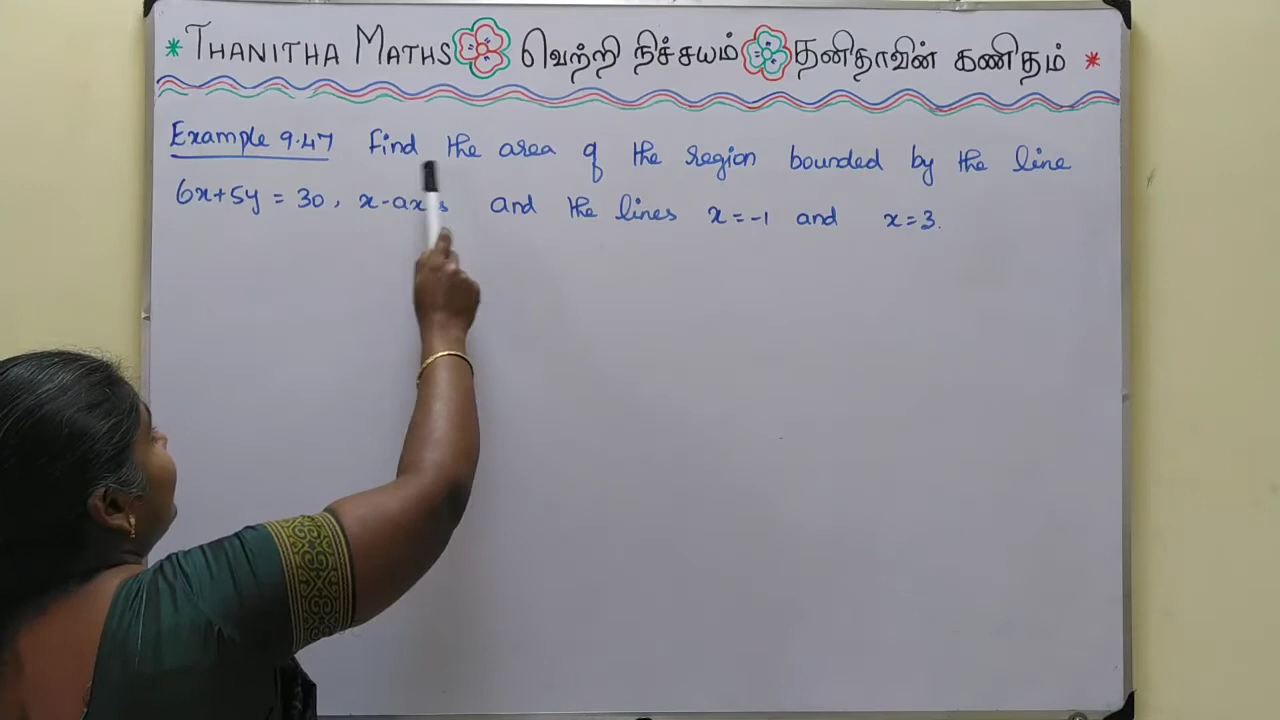 * THANITHA MATHS வெற்றி நிச்சயம் தனிதாவின் கணிதம் *
Example 9.47 Find the area of the region bounded by the line
6x+5y = 30, x-axis and the lines x=-1 and x=3.